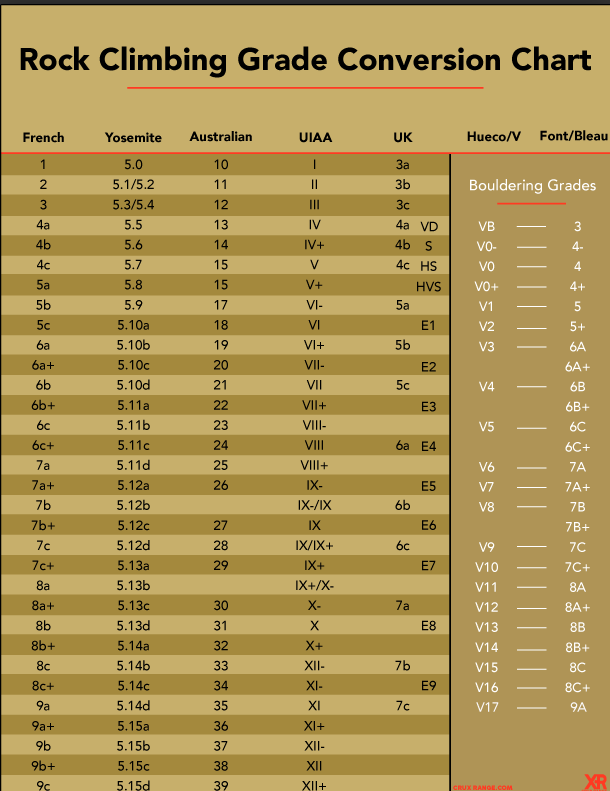 Rock Climbing Grade Conversion Chart
French Yosemite Australian UIAA UK Hueco/V Font/Bleau
1 5.0 10 I 3a
2 5.1/5.2 11 II 3b
3 5.3/5.4 12 III 3c
4a 5.5 13 IV 4a VD
4b 5.6 14 IV+ 4b S
4c 5.7 15 V 4c HS
5a 5.8 15 V+ HVS
5b 5.9 17 VI- 5a
5c 5.10a 18 VI E1
6a 5.10b 19 VI+ 5b
6a+ 5.10c 20 VII- E2
6b 5.10d 21 VII 5c
6b+ 5.11a 22 VII+ E3
6c 5.11b 23 VIII-
6c+ 5.11c 24 VIII 6a E4
7a 5.11d 25 VIII+
7a+ 5.12a 26 IX- E5
7b 5.12b IX-/IX 6b
7b+ 5.12c 27 IX E6
7c 5.12d 28 IX/IX+ 6c
7c+ 5.13a 29 IX+ E7
8a 5.13b IX+/X-
8a+ 5.13c 30 X- 7a
8b 5.13d 31 X E8
8b+ 5.14a 32 X+
8c 5.14b 33 XII- 7b
8c+ 5.14c 34 XI- E9
9a 5.14d 35 XI 7c
9a+ 5.15a 36 XI+
9b 5.15b 37 XII-
9b+ 5.15c 38 XII
9c 5.15d 39 XII+
Bouldering Grades
VB 3
V0- 4-
V0 4
V0+ 4+
V1 5
V2 5+
V3 6A
6A+
V4 6B
6B+
V5 6C
6C+
V6 7A
V7 7A+
V8 7B
7B+
V9 7C
V10 7C+
V11 8A
V12 8A+
V13 8B
V14 8B+
V15 8C
V16 8C+
V17 9A
CRUX-RANGE.COM
XR